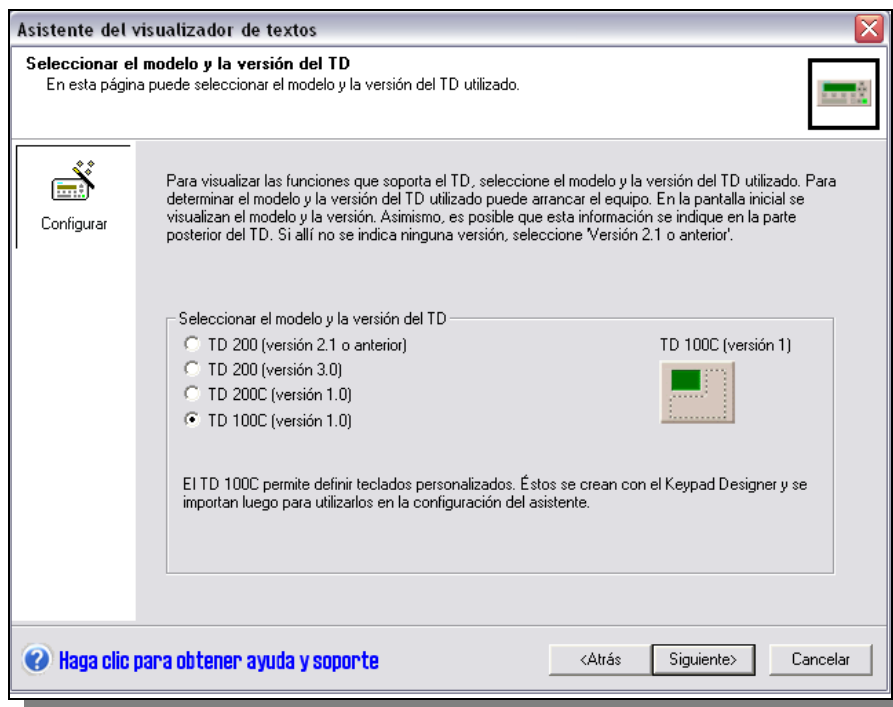 Asistente del visualizador de textos
Seleccionar el modelo y la versión del TD
En esta página puede seleccionar el modelo y la versión del TD utilizado.
Configurar
Para visualizar las funciones que soporta el TD, seleccione el modelo y la versión del TD utilizado. Para
determinar el modelo y la versión del TD utilizado puede arrancar el equipo. En la pantalla inicial se
visualizan el modelo y la versión. Asimismo, es posible que esta información se indique en la parte
posterior del TD. Si allí no se indica ninguna versión, seleccione 'Versión 2.1 o anterior'.
Seleccionar el modelo y la versión del TD
TD 200 (versión 2.1 o anterior)
TD 200 (versión 3.0)
TD 200C (versión 1.0)
TD 100C (versión 1.0)
TD 100C (versión 1)
El TD 100C permite definir teclados personalizados. Éstos se crean con el Keypad Designer y se
importan luego para utilizarlos en la configuración del asistente.
Haga clic para obtener ayuda y soporte
<Atrás
Siguiente>
Cancelar